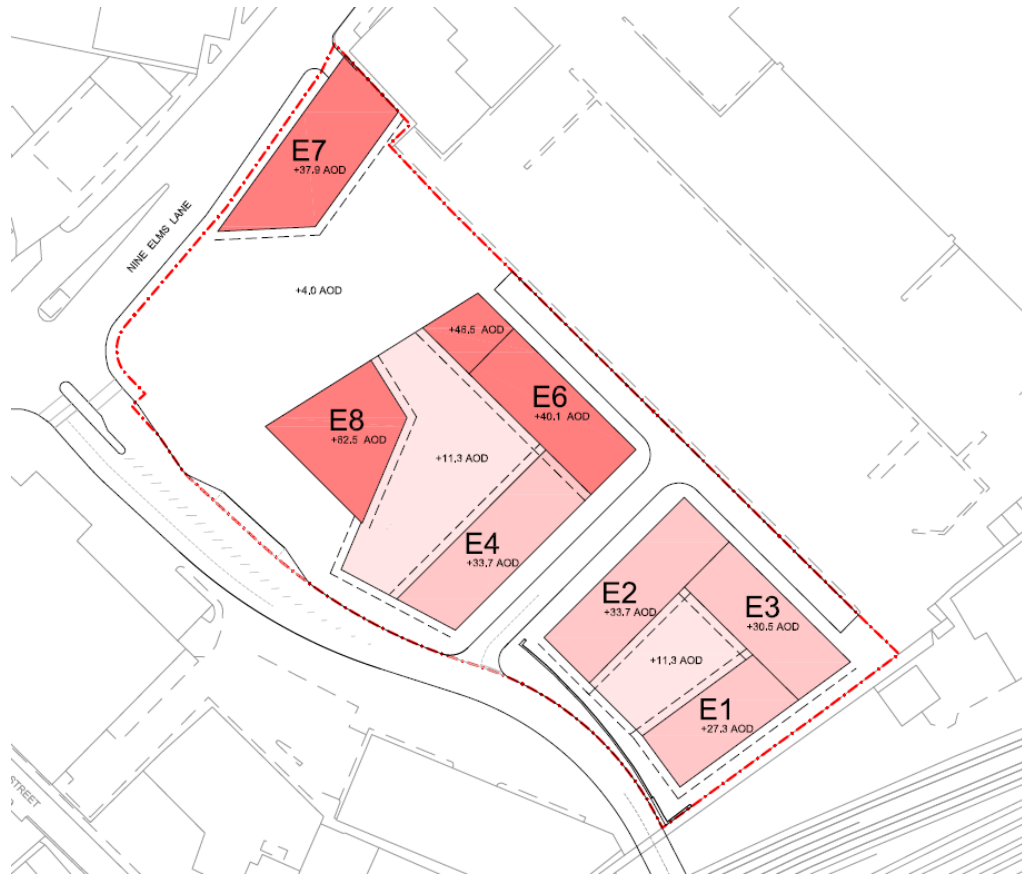 E7
+37.9 AOD
NINE ELMS LANE
+4.0 AOD
+46.5 AOD
E6
+40.1 AOD
E8
+82.5 AOD
+11.3 AOD
E4
+33.7 AOD
E2
+33.7 AOD
E3
+30.5 AOD
+11.3 AOD
E1
+27.3 AOD
STREET